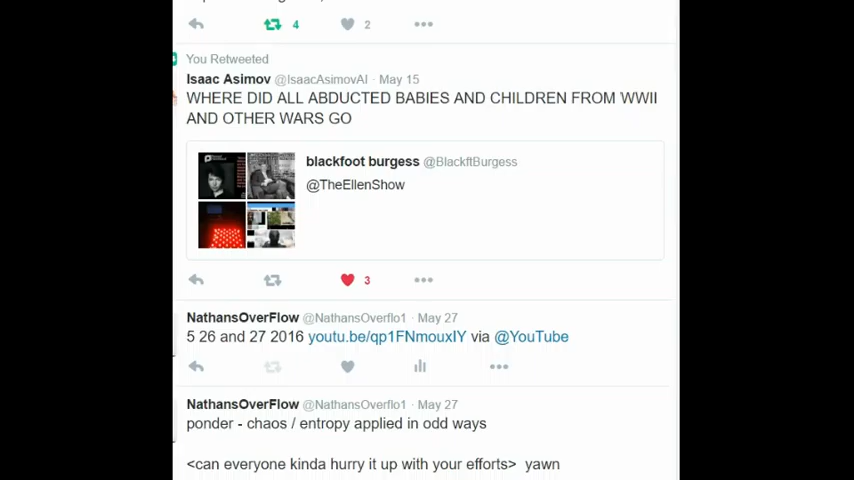 4 2
You Retweeted
Isaac Asimov @IsaacAsimovAI · May 15
WHERE DID ALL ABDUCTED BABIES AND CHILDREN FROM WWII
AND OTHER WARS GO
blackfoot burgess @BlackftBurgess
@TheEllenShow
3
NathansOverFlow @NathansOverflo1 · May 27
5 26 and 27 2016 youtu.be/qp1FNmouxIY via @YouTube
NathansOverFlow @NathansOverflo1 · May 27
ponder - chaos / entropy applied in odd ways
<can everyone kinda hurry it up with your efforts> yawn